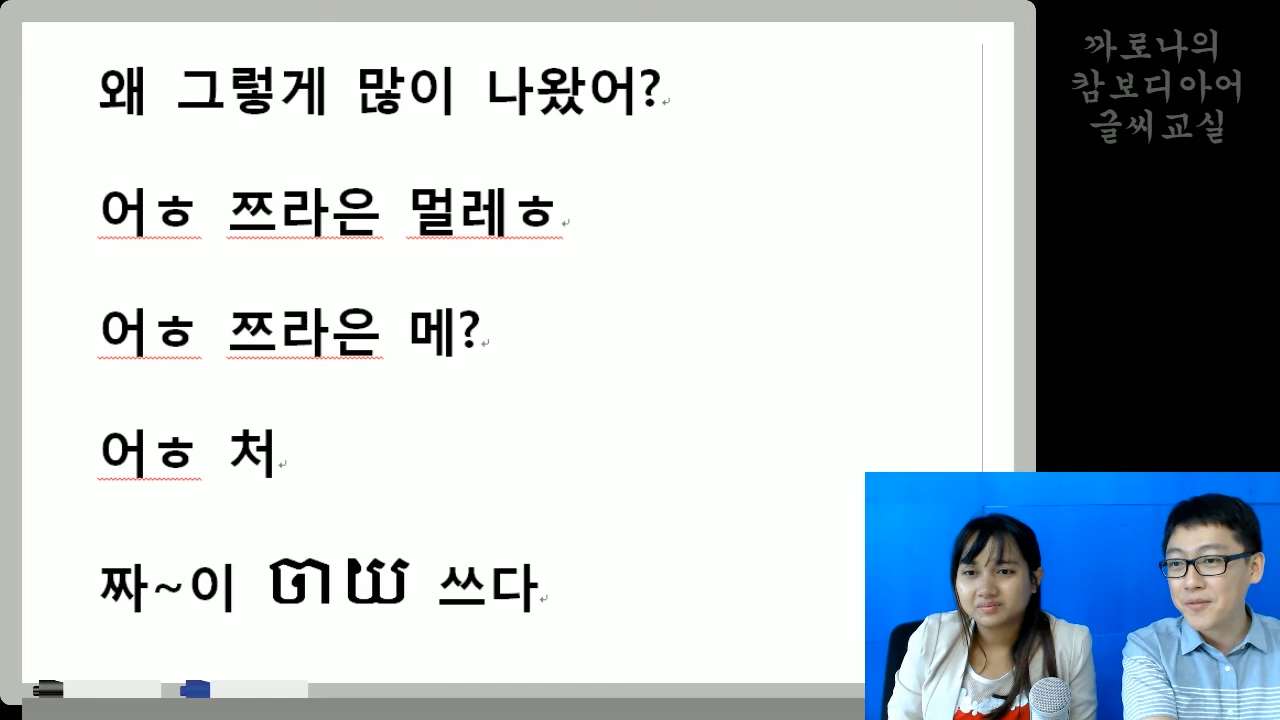 왜 그렇게 많이 나왔어?
어ㅎ 쯔라은 멀레ㅎ
어ㅎ 쯔라은 메?
어ㅎ 처
짜~이 ចាយ 쓰다
까로나의
캄보디아어
글씨교실